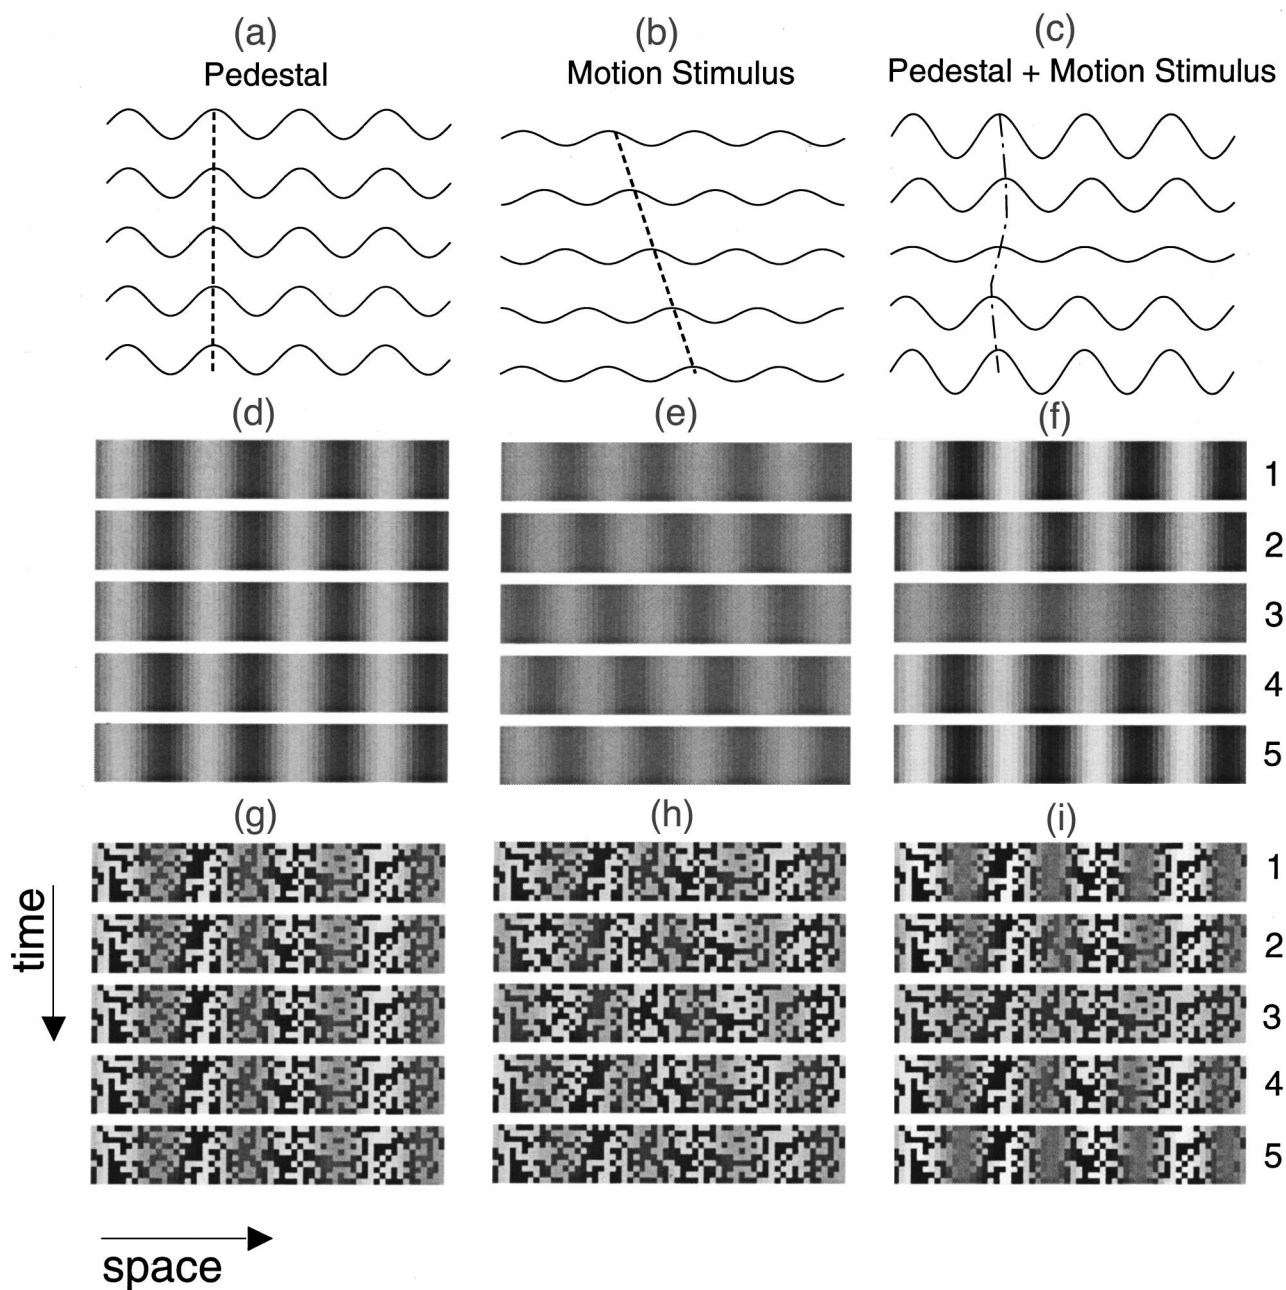 (a)
Pedestal
(b)
Motion Stimulus
(c)
Pedestal + Motion Stimulus
(d)
(e)
(f)
1
2
3
4
5
(g)
(h)
(i)
1
2
3
4
5
time
space